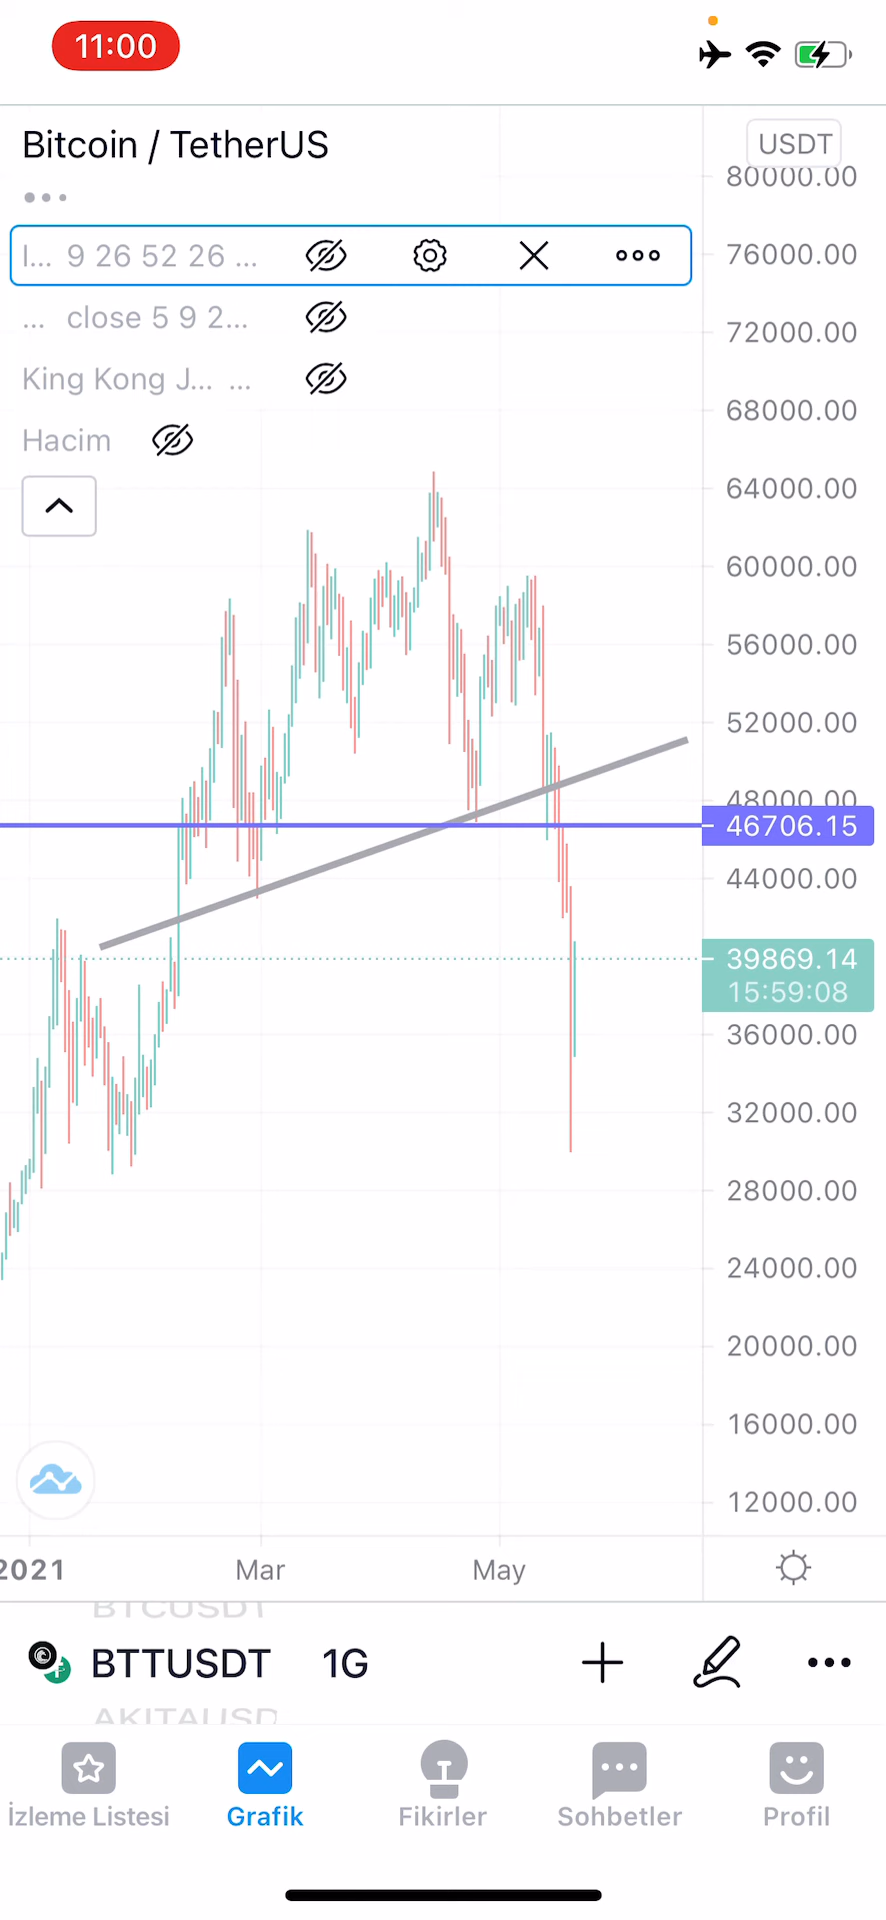 11:00
Bitcoin / TetherUS
USDT
80000.00
I... 9 26 52 26 ...
76000.00
... close 5 9 2...
72000.00
King Kong J... ...
68000.00
Hacim
64000.00
60000.00
56000.00
52000.00
48000.00
46706.15
44000.00
39869.14
15:59:08
36000.00
32000.00
28000.00
24000.00
20000.00
16000.00
12000.00
2021 Mar May
BTCUSDT
BTTUSDT 1G
AKITAUSD
İzleme Listesi Grafik Fikirler Sohbetler Profil